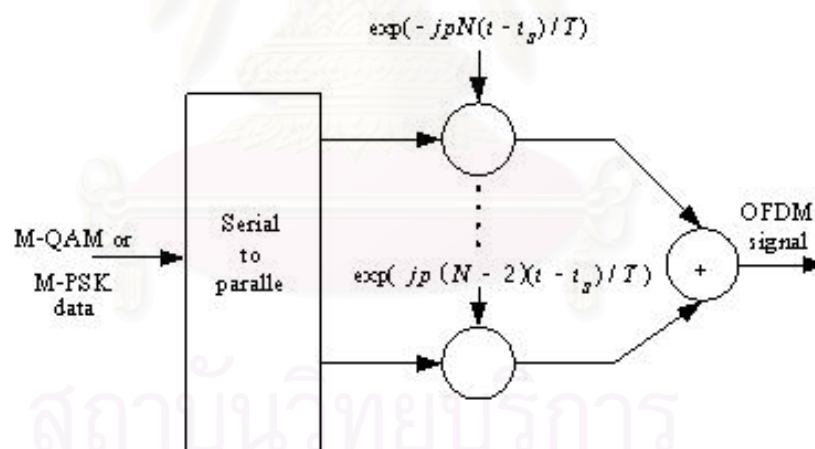 exp(- jpN(t - t_s)/T)
M-QAM or
M-PSK
data
Serial
to
paralle
exp( jp (N - 2)(t - t_s)/T)
+
OFDM
signal
สถาบันวิทยบริการ